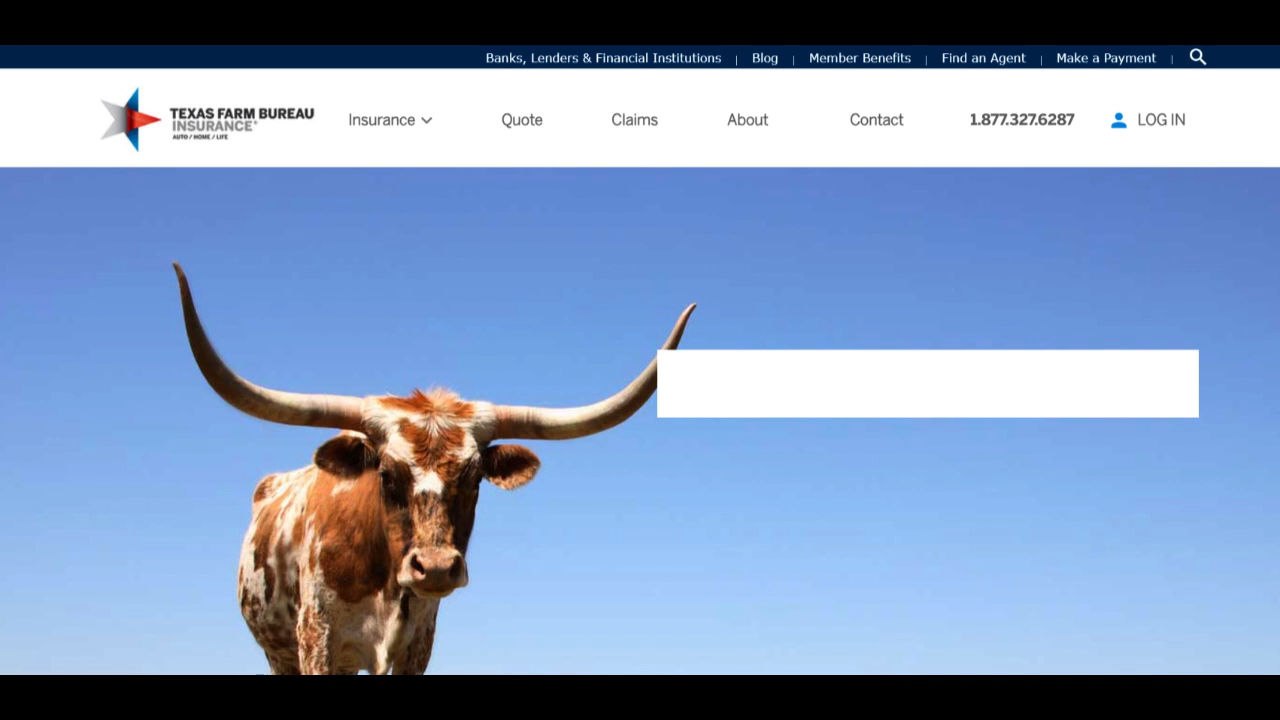 Banks, Lenders & Financial Institutions | Blog | Member Benefits | Find an Agent | Make a Payment |
TEXAS FARM BUREAU
INSURANCE®
AUTO / HOME / LIFE
Insurance Quote Claims About Contact 1.877.327.6287 LOG IN